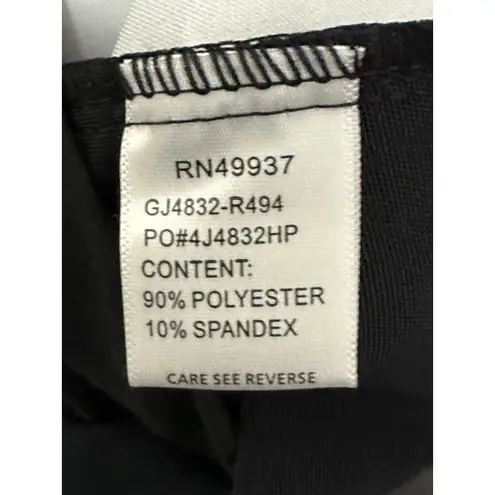 RN49937
GJ4832-R494
PO#4J4832HP
CONTENT:
90% POLYESTER
10% SPANDEX
CARE SEE REVERSE